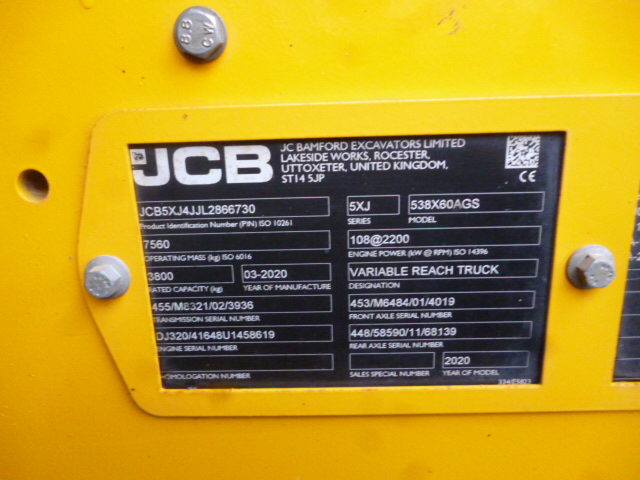 8.8
CW
JCB
JC BAMFORD EXCAVATORS LIMITED
LAKESIDE WORKS, ROCESTER,
UTTOXETER, UNITED KINGDOM,
ST14 5JP
CE
JCB5XJ4JJL2866730 5XJ 538X60AGS
Product Identification Number (PIN) ISO 10261 SERIES MODEL
7560 108@2200
OPERATING MASS (kg) ISO 6016 ENGINE POWER (kW @ RPM) ISO 14396
3800 03-2020 VARIABLE REACH TRUCK
RATED CAPACITY (kg) YEAR OF MANUFACTURE DESIGNATION
455/M8321/02/3936 453/M6484/01/4019
TRANSMISSION SERIAL NUMBER FRONT AXLE SERIAL NUMBER
DJ320/41648U1458619 448/58590/11/68139
ENGINE SERIAL NUMBER REAR AXLE SERIAL NUMBER
2020
HOMOLOGATION NUMBER SALES SPECIAL NUMBER YEAR OF MODEL